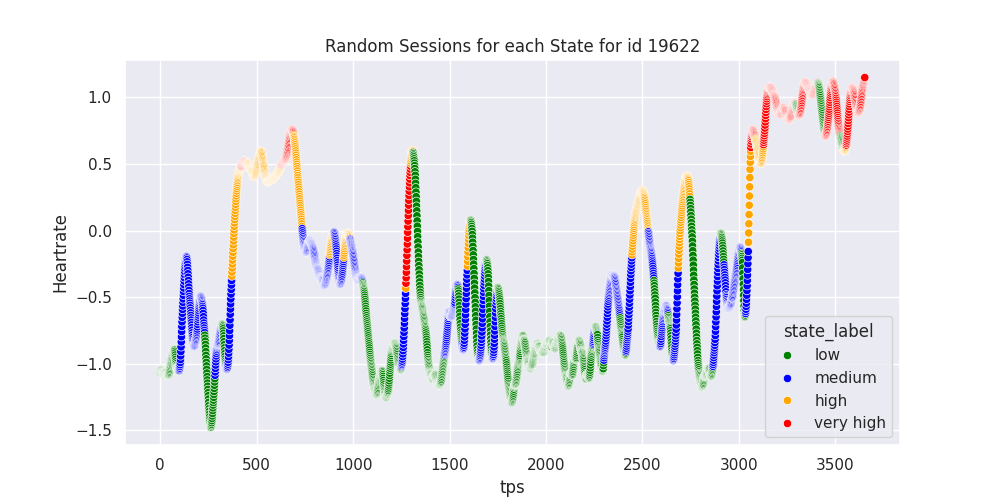 Random Sessions for each State for id 19622
Heartrate
1.0
0.5
0.0
−0.5
−1.0
−1.5
0 500 1000 1500 2000 2500 3000 3500
tps
state_label
low
medium
high
very high